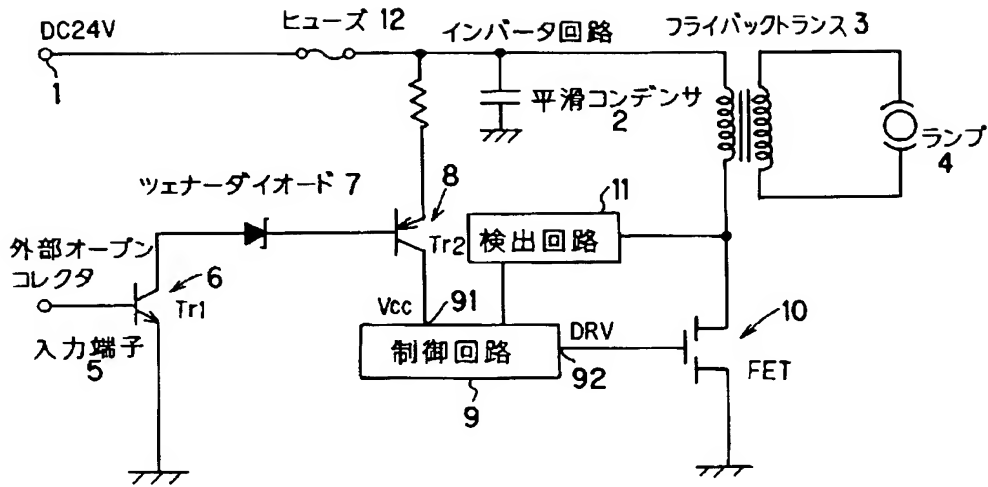 DC24V
1
ヒューズ 12
インバータ回路
フライバックトランス 3
平滑コンデンサ
2
ランプ
4
ツェナーダイオード 7
8
Tr2
11
検出回路
外部オープン
コレクタ
6
Tr1
入力端子
5
Vcc
91
制御回路
9
DRV
92
10
FET